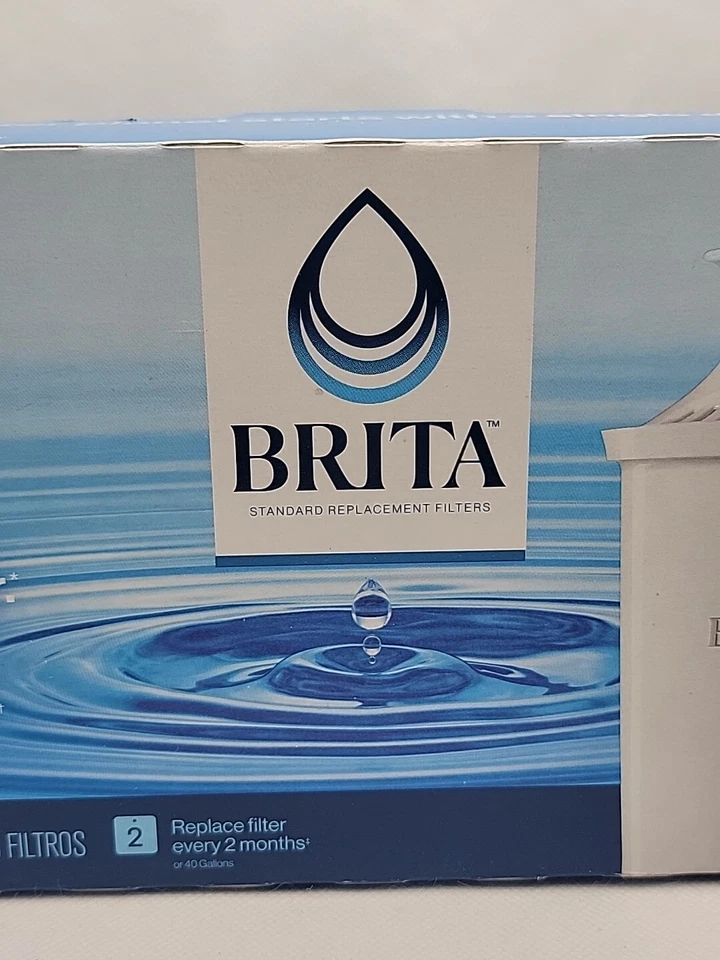 BRITA™
STANDARD REPLACEMENT FILTERS
FILTROS
2
Replace filter
every 2 months‡
or 40 Gallons